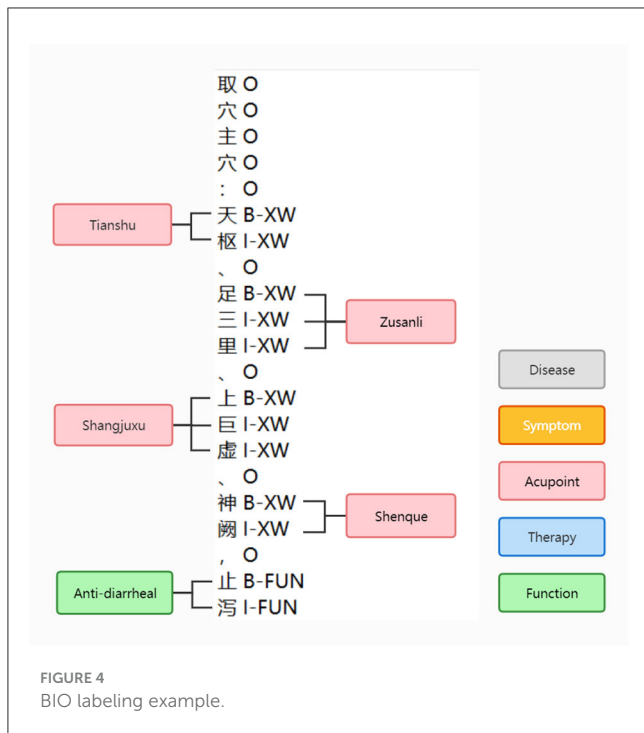 取 O
穴 O
主 O
穴 O
： O
Tianshu
天 B-XW
枢 I-XW
、 O
足 B-XW
三 I-XW
里 I-XW
Zusanli
、 O
上 B-XW
巨 I-XW
虚 I-XW
Shangjuxu
、 O
神 B-XW
阙 I-XW
Shenque
， O
止 B-FUN
泻 I-FUN
Anti-diarrheal
Disease
Symptom
Acupoint
Therapy
Function
FIGURE 4
BIO labeling example.